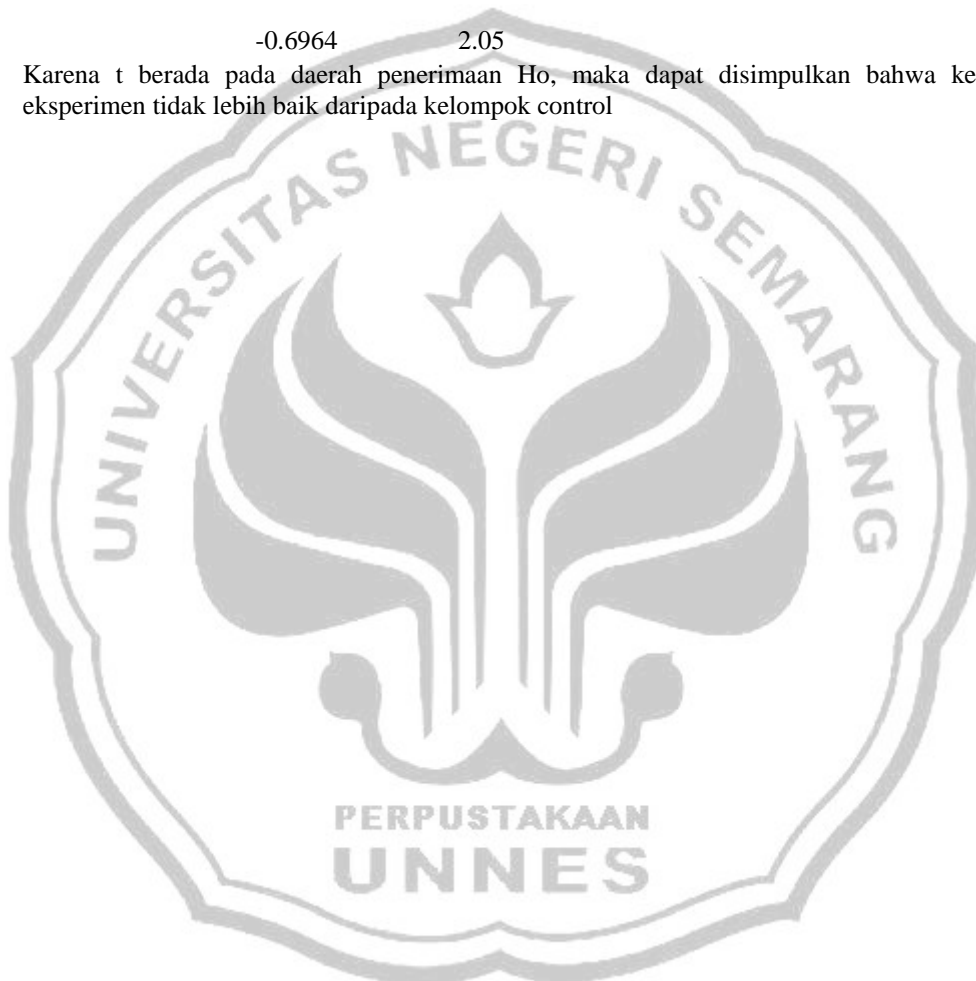 -0.6964 2.05
Karena t berada pada daerah penerimaan Ho, maka dapat disimpulkan bahwa ke
eksperimen tidak lebih baik daripada kelompok control
UNIVERSITAS NEGERI SEMARANG
PERPUSTAKAAN
UNNES